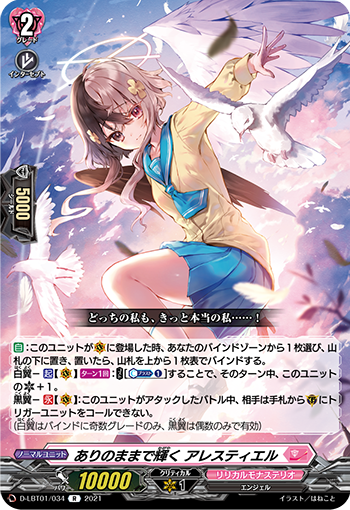 2
グレード
インターセプト
5000
シールド
どっちの私も、きっと本当の私……!
自:このユニットがRに登場した時、あなたのバインドゾーンから1枚選び、山
札の下に置き、置いたら、山札を上から1枚表でバインドする。
白翼-起【R】【ターン1回】:[CB1]することで、そのターン中、このユニット
の☆+1。
黒翼-永【R】:このユニットがアタックしたバトル中、相手は手札からGにト
リガーユニットをコールできない。
(白翼はバインドに奇数グレードのみ、黒翼は偶数のみで有効)
ノーマルユニット
ありのままで輝く アレスティエル
パワー
10000
クリティカル
☆1
リリカルモナステリオ
エンジェル
D-LBT01/034 R 2021
イラスト/はねこと